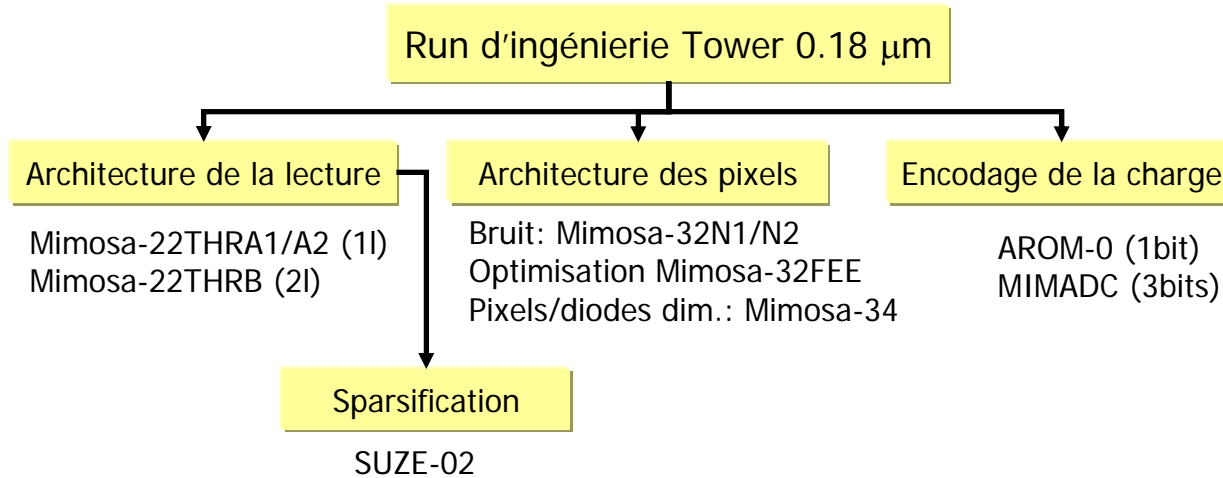 Run d'ingénierie Tower 0.18 μm
Architecture de la lecture
Architecture des pixels
Encodage de la charge
Mimosa-22THRA1/A2 (1l)
Mimosa-22THRB (2l)
Bruit: Mimosa-32N1/N2
Optimisation Mimosa-32FEE
Pixels/diodes dim.: Mimosa-34
AROM-0 (1bit)
MIMADC (3bits)
Sparsification
SUZE-02